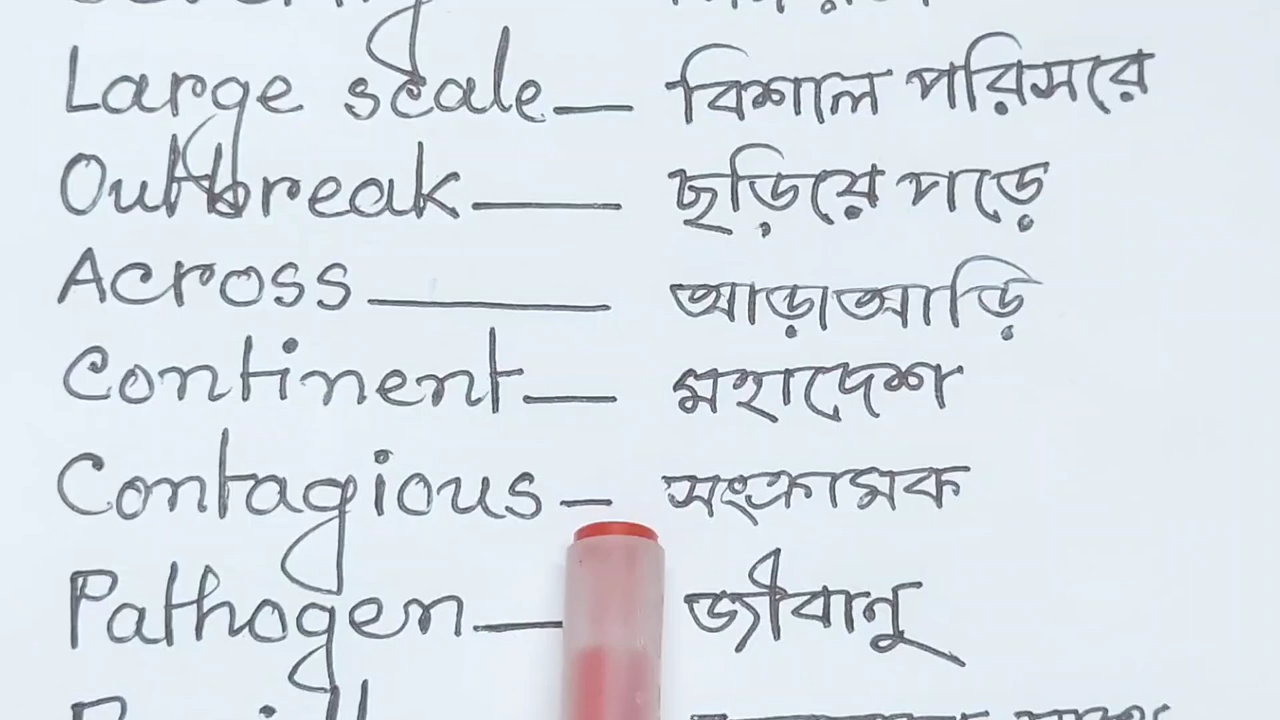 Large scale — বিশাল পরিসরে
Outbreak — ছড়িয়ে পড়ে
Across — আড়াআড়ি
Continent — মহাদেশ
Contagious — সংক্রামক
Pathogen — জীবানু